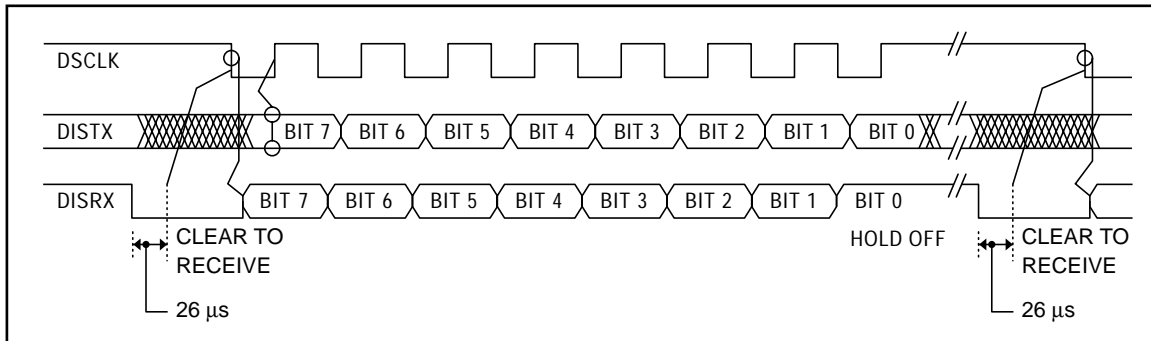 DSCLK
DISTX
BIT 7 BIT 6 BIT 5 BIT 4 BIT 3 BIT 2 BIT 1 BIT 0
DISRX
BIT 7 BIT 6 BIT 5 BIT 4 BIT 3 BIT 2 BIT 1 BIT 0
CLEAR TO
RECEIVE
26 µs
HOLD OFF
CLEAR TO
RECEIVE
26 µs